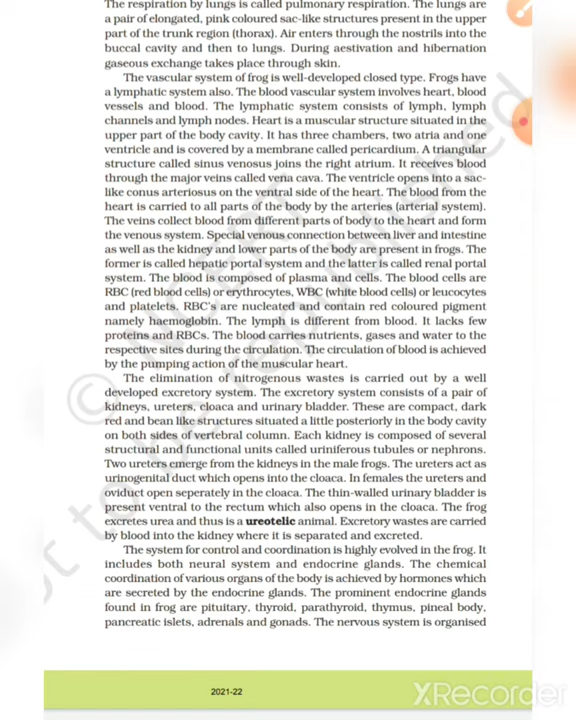 The respiration by lungs is called pulmonary respiration. The lungs are
a pair of elongated, pink coloured sac-like structures present in the upper
part of the trunk region (thorax). Air enters through the nostrils into the
buccal cavity and then to lungs. During aestivation and hibernation
gaseous exchange takes place through skin.
The vascular system of frog is well-developed closed type. Frogs have
a lymphatic system also. The blood vascular system involves heart, blood
vessels and blood. The lymphatic system consists of lymph, lymph
channels and lymph nodes. Heart is a muscular structure situated in the
upper part of the body cavity. It has three chambers, two atria and one
ventricle and is covered by a membrane called pericardium. A triangular
structure called sinus venosus joins the right atrium. It receives blood
through the major veins called vena cava. The ventricle opens into a sac-
like conus arteriosus on the ventral side of the heart. The blood from the
heart is carried to all parts of the body by the arteries (arterial system).
The veins collect blood from different parts of body to the heart and form
the venous system. Special venous connection between liver and intestine
as well as the kidney and lower parts of the body are present in frogs. The
former is called hepatic portal system and the latter is called renal portal
system. The blood is composed of plasma and cells. The blood cells are
RBC (red blood cells) or erythrocytes, WBC (white blood cells) or leucocytes
and platelets. RBC's are nucleated and contain red coloured pigment
namely haemoglobin. The lymph is different from blood. It lacks few
proteins and RBCs. The blood carries nutrients, gases and water to the
respective sites during the circulation. The circulation of blood is achieved
by the pumping action of the muscular heart.
The elimination of nitrogenous wastes is carried out by a well
developed excretory system. The excretory system consists of a pair of
kidneys, ureters, cloaca and urinary bladder. These are compact, dark
red and bean like structures situated a little posteriorly in the body cavity
on both sides of vertebral column. Each kidney is composed of several
structural and functional units called uriniferous tubules or nephrons.
Two ureters emerge from the kidneys in the male frogs. The ureters act as
urinogenital duct which opens into the cloaca. In females the ureters and
oviduct open seperately in the cloaca. The thin-walled urinary bladder is
present ventral to the rectum which also opens in the cloaca. The frog
excretes urea and thus is a ureotelic animal. Excretory wastes are carried
by blood into the kidney where it is separated and excreted.
The system for control and coordination is highly evolved in the frog. It
includes both neural system and endocrine glands. The chemical
coordination of various organs of the body is achieved by hormones which
are secreted by the endocrine glands. The prominent endocrine glands
found in frog are pituitary, thyroid, parathyroid, thymus, pineal body,
pancreatic islets, adrenals and gonads. The nervous system is organised
© NCERT
not to be republished
2021-22
XRecorder